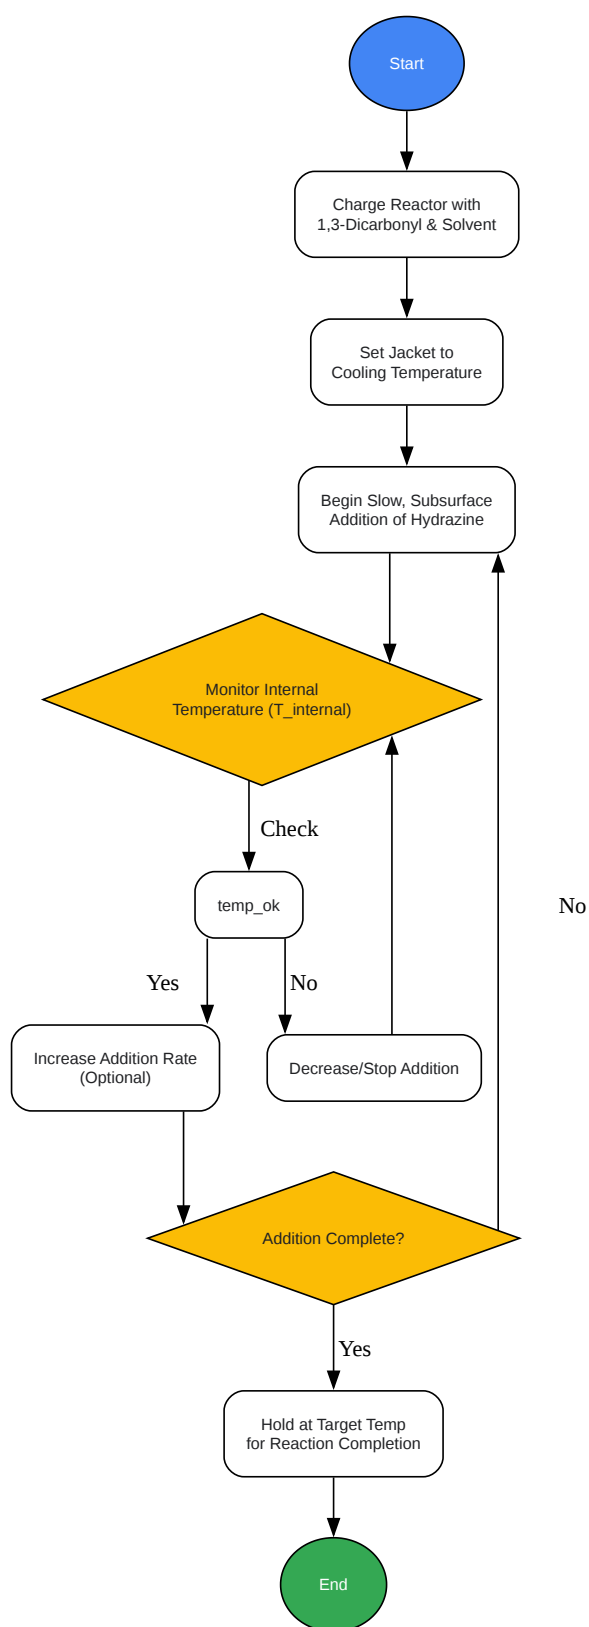 Start
Charge Reactor with
1,3-Dicarbonyl & Solvent
Set Jacket to
Cooling Temperature
Begin Slow, Subsurface
Addition of Hydrazine
Monitor Internal
Temperature (T_internal)
Check
temp_ok
No
Yes
No
Increase Addition Rate
(Optional)
Decrease/Stop Addition
Addition Complete?
Yes
Hold at Target Temp
for Reaction Completion
End